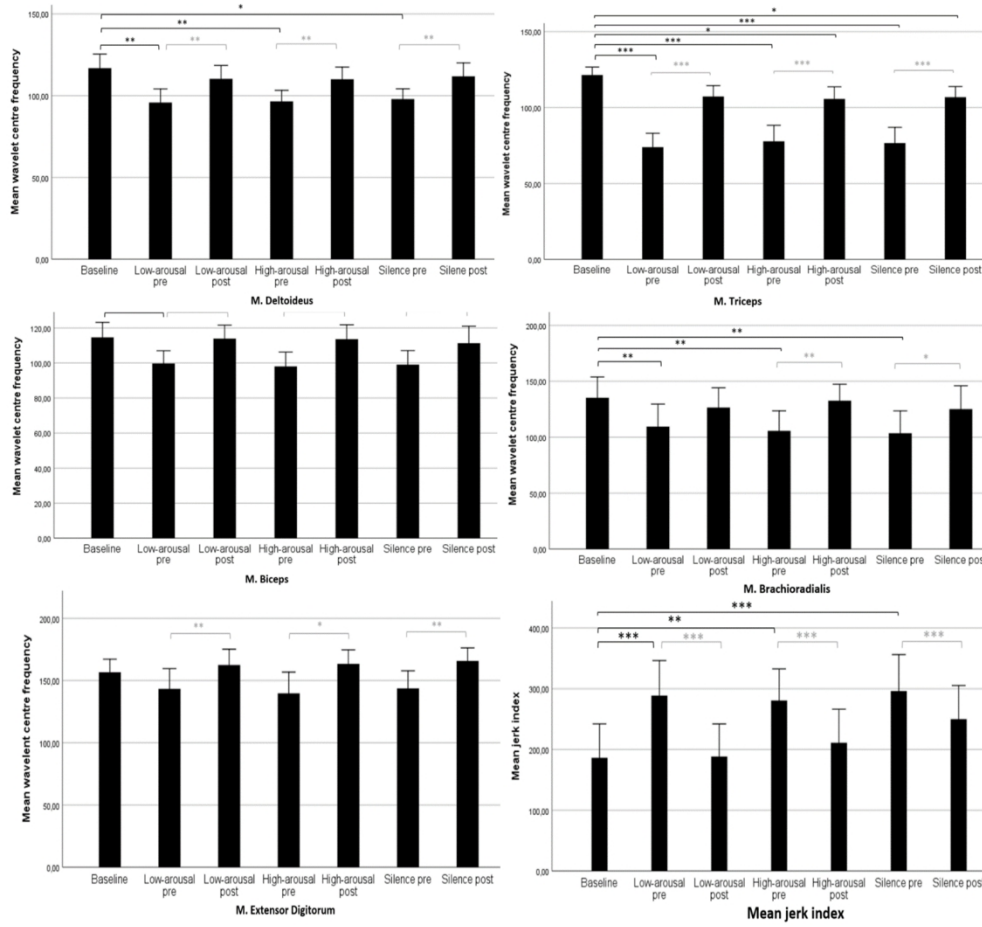 Mean wavelet centre frequency
150,00
100,00
50,00
0,00
*
**
** ** ** **
Baseline Low-arousal pre Low-arousal post High-arousal pre High-arousal post Silence pre Silene post
M. Deltoideus
Mean wavelet centre frequency
150,00
100,00
50,00
0,00
*
***
*
***
*** *** *** ***
Baseline Low-arousal pre Low-arousal post High-arousal pre High-arousal post Silence pre Silence post
M. Triceps
Mean wavelet centre frequency
120,00
100,00
80,00
60,00
40,00
20,00
0,00
Baseline Low-arousal pre Low-arousal post High-arousal pre High-arousal post Silence pre Silence post
M. Biceps
Mean wavelet centre frequency
200,00
150,00
100,00
50,00
0,00
**
**
** ** *
Baseline Low-arousal pre Low-arousal post High-arousal pre High-arousal post Silence pre Silence post
M. Brachioradialis
Mean wavelent centre frequency
200,00
150,00
100,00
50,00
0,00
** * **
Baseline Low-arousal pre Low-arousal post High-arousal pre High-arousal post Silence pre Silence post
M. Extensor Digitorum
Mean jerk index
400,00
300,00
200,00
100,00
0,00
***
**
*** *** *** ***
Baseline Low-arousal pre Low-arousal post High-arousal pre High-arousal post Silence pre Silence post
Mean jerk index